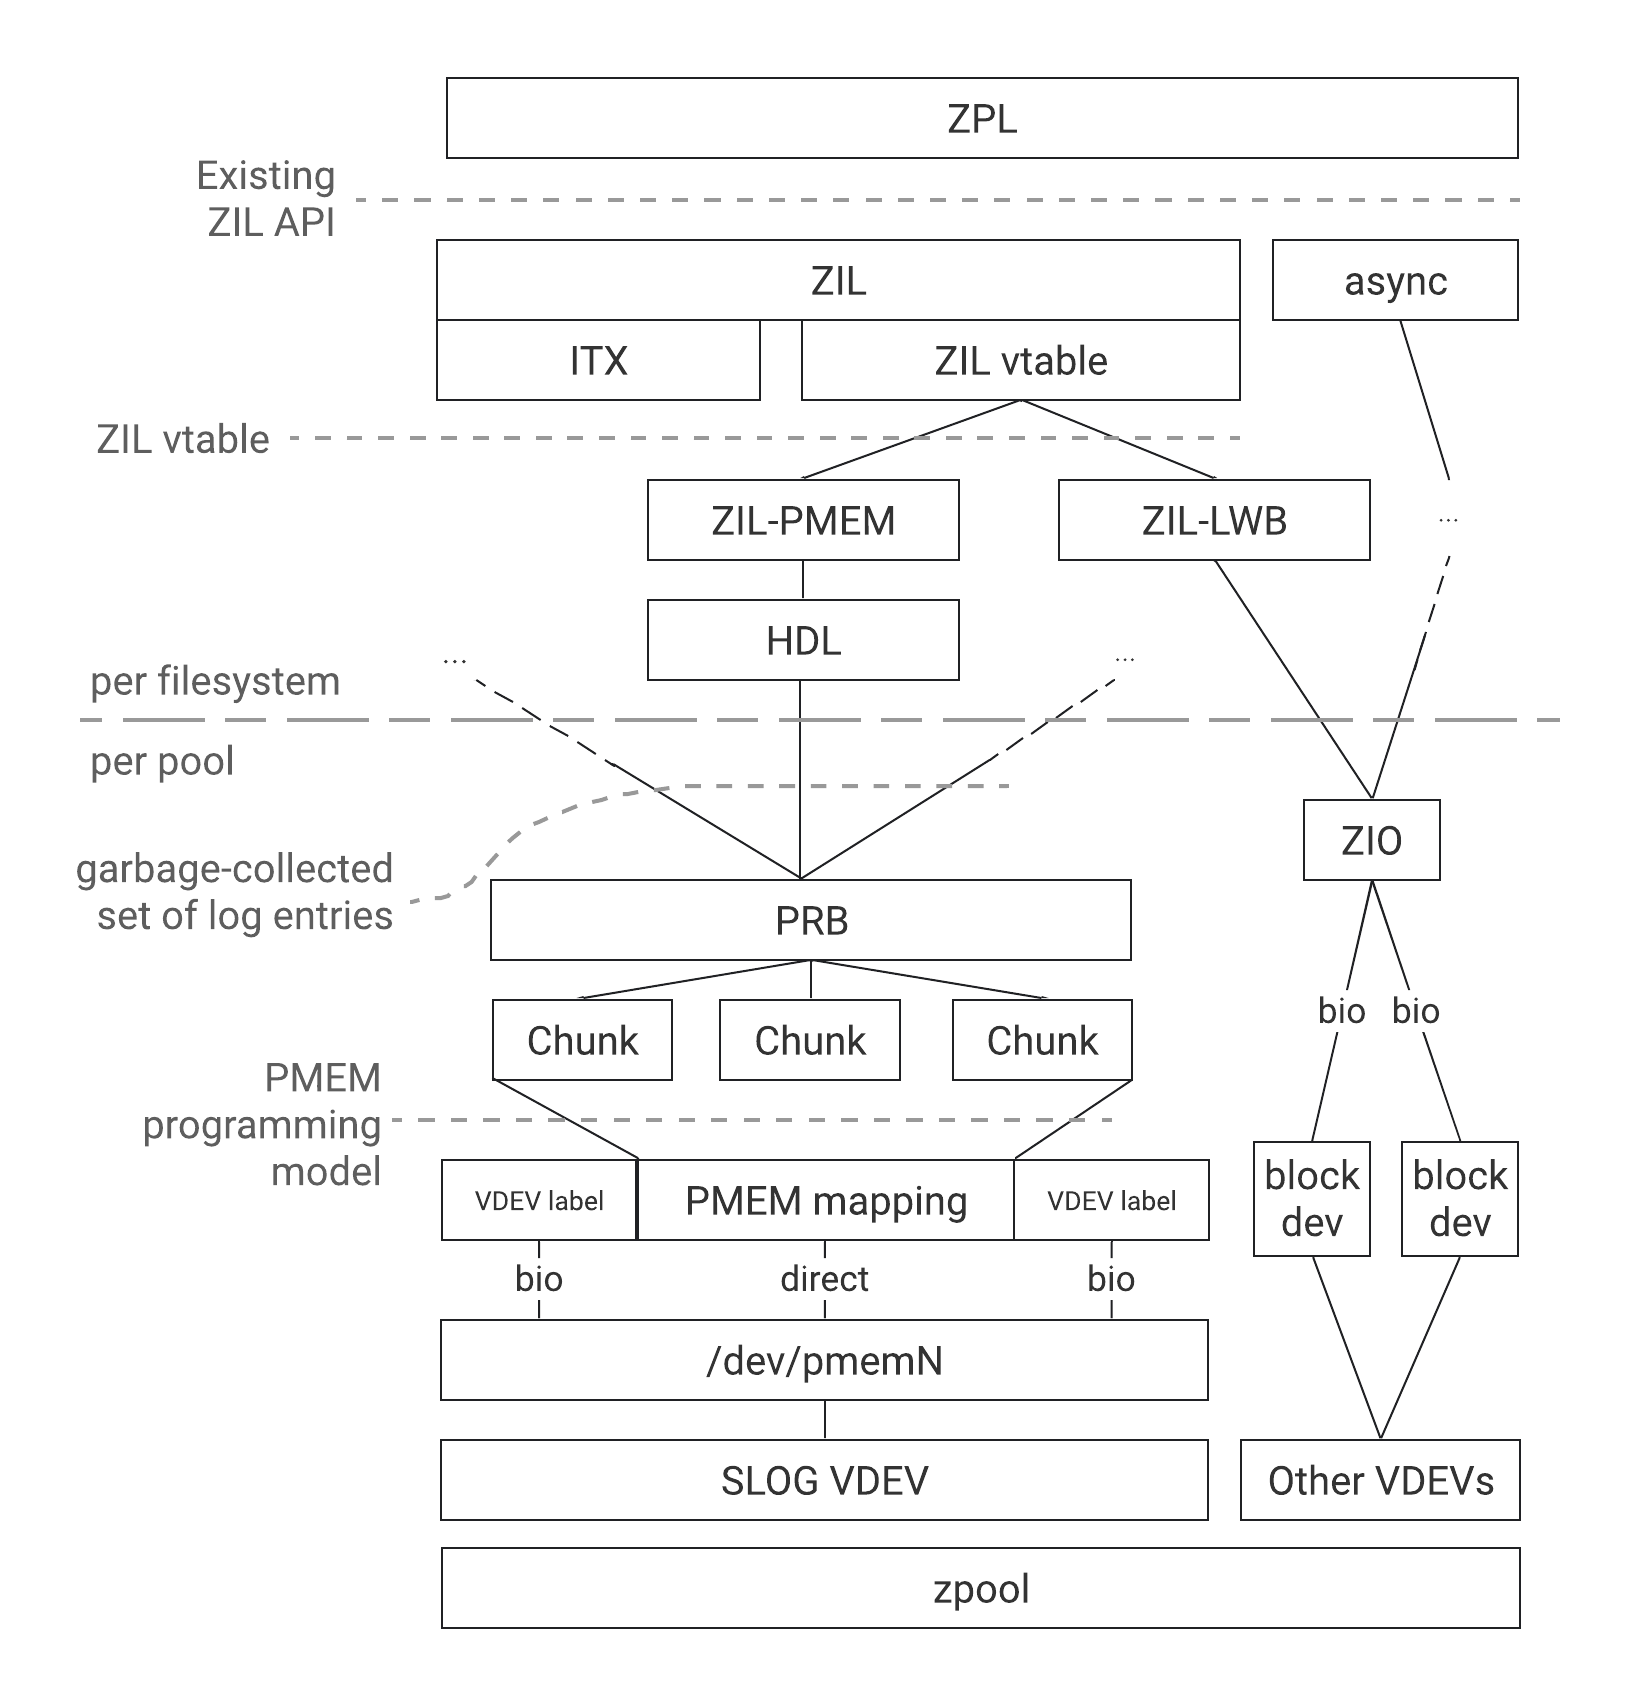 ZPL
Existing
ZIL API
ZIL
async
ITX
ZIL vtable
ZIL vtable
ZIL-PMEM
ZIL-LWB
...
HDL
...
...
per filesystem
per pool
ZIO
garbage-collected
set of log entries
PRB
bio
bio
Chunk
Chunk
Chunk
PMEM
programming
model
VDEV label
PMEM mapping
VDEV label
block
dev
block
dev
bio
direct
bio
/dev/pmemN
SLOG VDEV
Other VDEVs
zpool